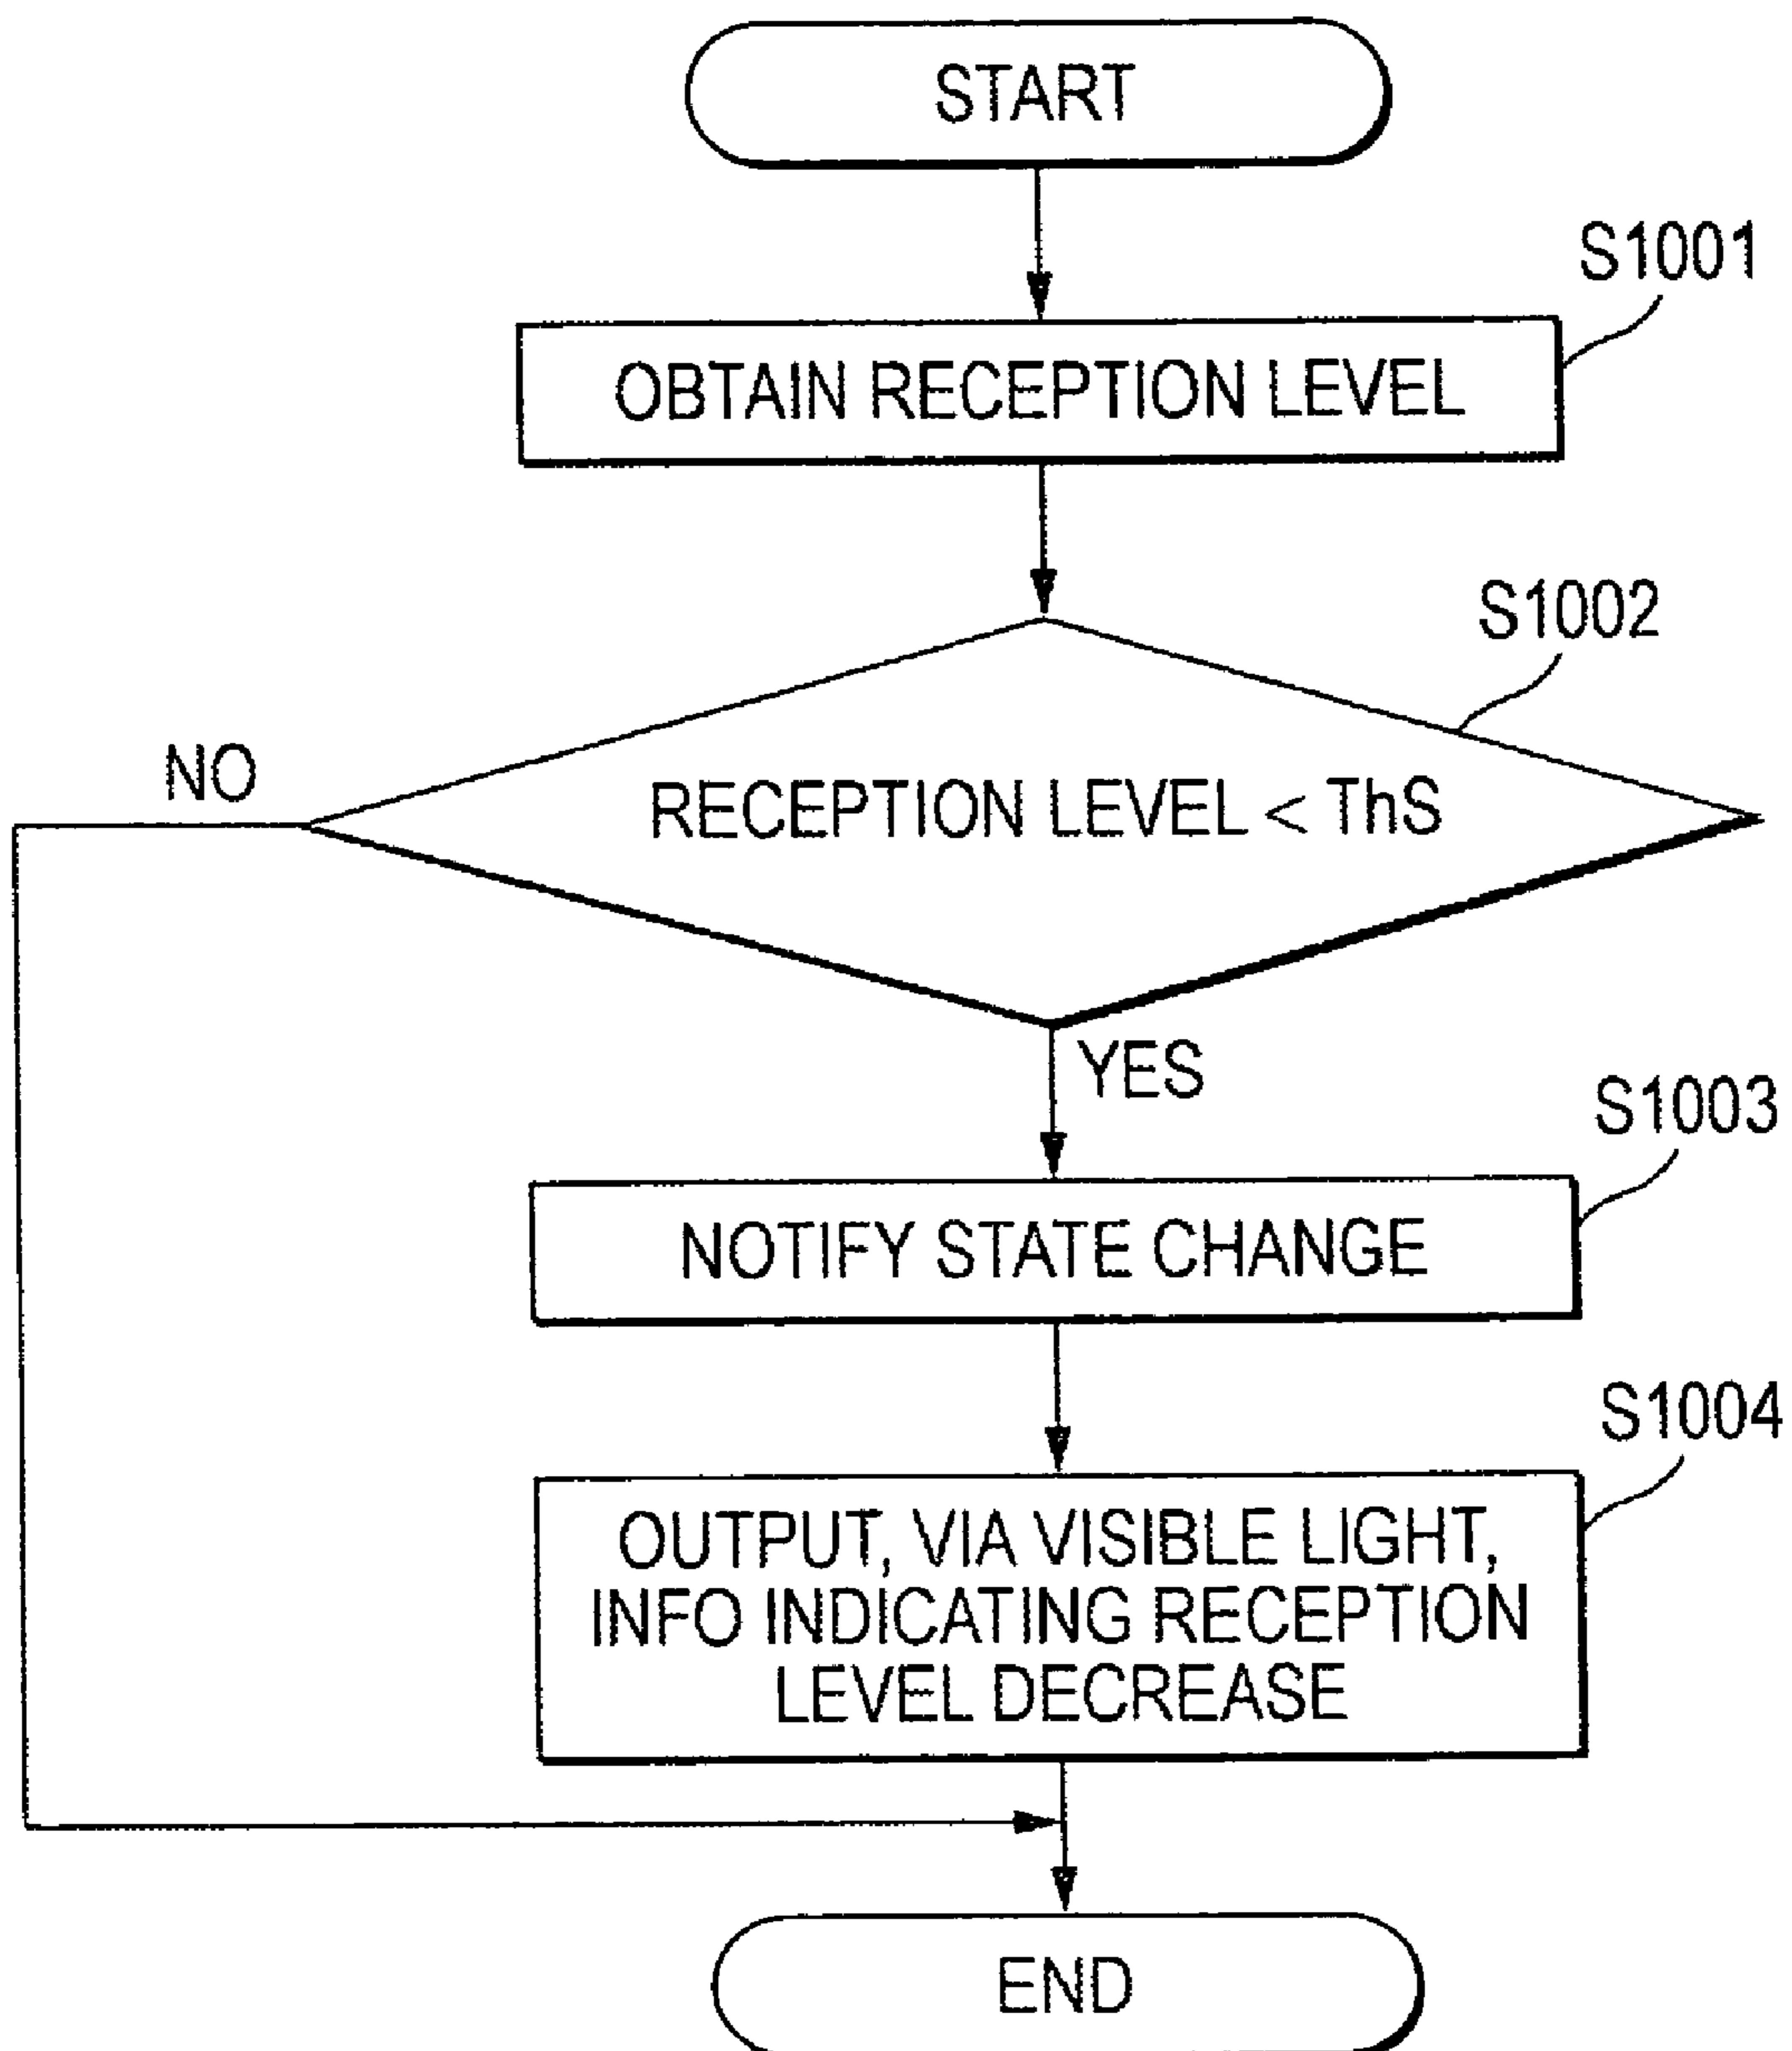 START
S1001
OBTAIN RECEPTION LEVEL
S1002
NO
RECEPTION LEVEL < ThS
YES
S1003
NOTIFY STATE CHANGE
S1004
OUTPUT, VIA VISIBLE LIGHT,
INFO INDICATING RECEPTION
LEVEL DECREASE
END